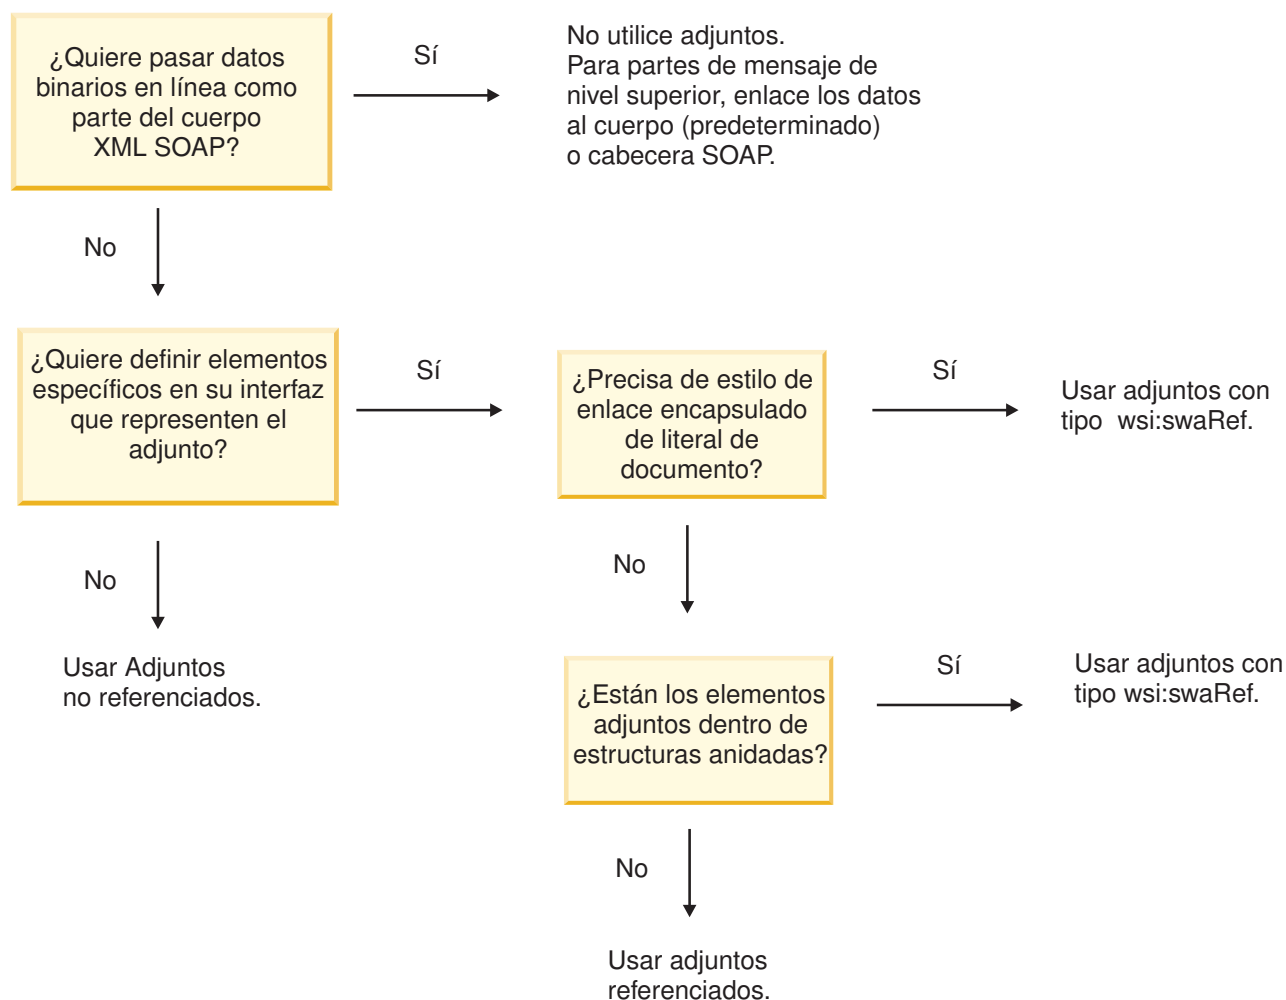 ¿Quiere pasar datos
binarios en línea como
parte del cuerpo
XML SOAP?
Sí
No utilice adjuntos.
Para partes de mensaje de
nivel superior, enlace los datos
al cuerpo (predeterminado)
o cabecera SOAP.
No
¿Quiere definir elementos
específicos en su interfaz
que representen el
adjunto?
Sí
¿Precisa de estilo de
enlace encapsulado
de literal de
documento?
Sí
Usar adjuntos con
tipo wsi:swaRef.
No
Usar Adjuntos
no referenciados.
No
¿Están los elementos
adjuntos dentro de
estructuras anidadas?
Sí
Usar adjuntos con
tipo wsi:swaRef.
No
Usar adjuntos
referenciados.